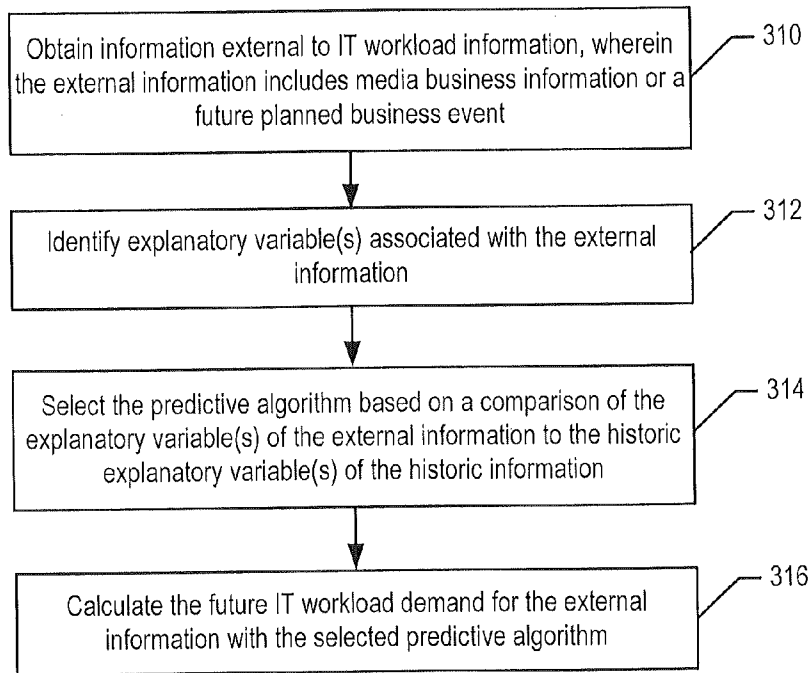 Obtain information external to IT workload information, wherein
the external information includes media business information or a
future planned business event
310
Identify explanatory variable(s) associated with the external
information
312
Select the predictive algorithm based on a comparison of the
explanatory variable(s) of the external information to the historic
explanatory variable(s) of the historic information
314
Calculate the future IT workload demand for the external
information with the selected predictive algorithm
316